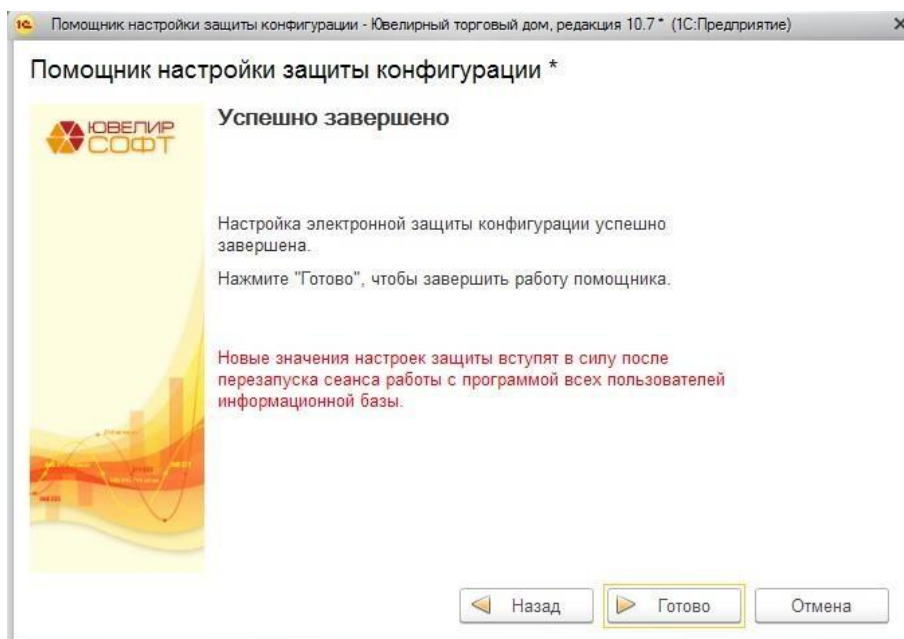 Помощник настройки защиты конфигурации - Ювелирный торговый дом, редакция 10.7 * (1С:Предприятие)
Помощник настройки защиты конфигурации *
ЮВЕЛИР
СОФТ
Успешно завершено
Настройка электронной защиты конфигурации успешно
завершена.
Нажмите "Готово", чтобы завершить работу помощника.
Новые значения настроек защиты вступят в силу после
перезапуска сеанса работы с программой всех пользователей
информационной базы.
Назад
Готово
Отмена